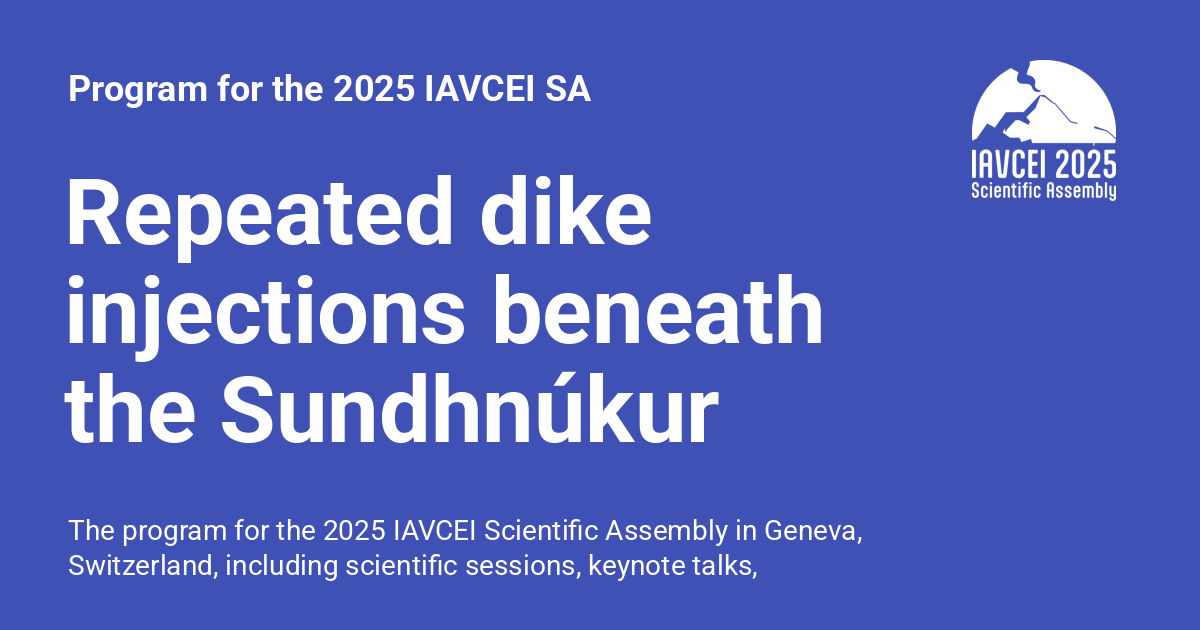 Program for the 2025 IAVCEI SA
IAVCEI 2025
Scientific Assembly
Repeated dike
injections beneath
the Sundhnúkur
The program for the 2025 IAVCEI Scientific Assembly in Geneva,
Switzerland, including scientific sessions, keynote talks,